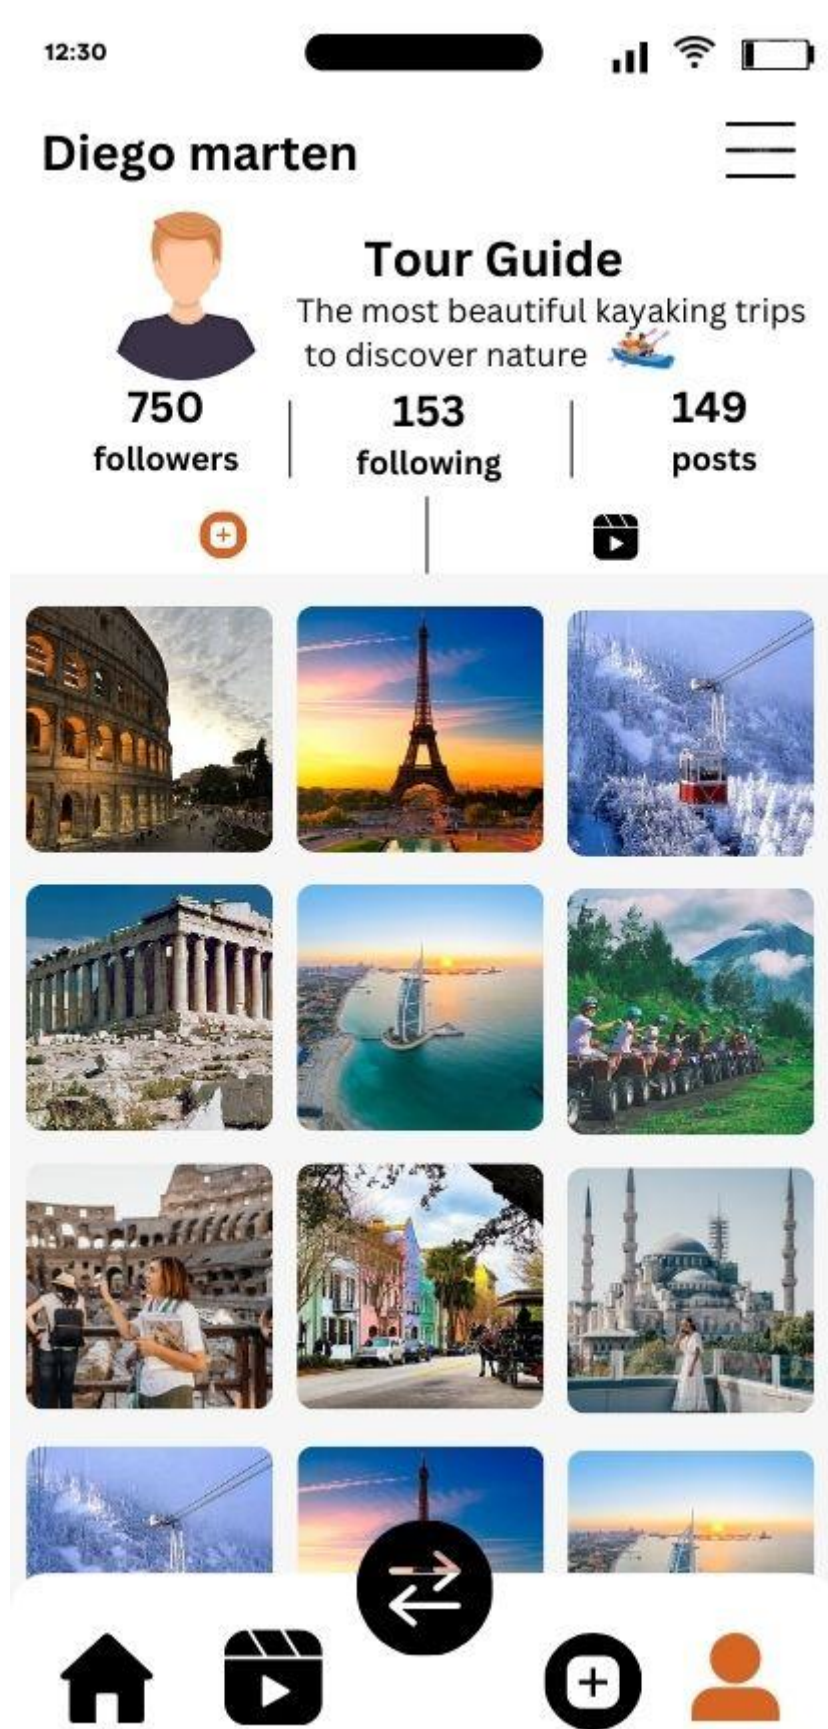 12:30
Diego marten
Tour Guide
The most beautiful kayaking trips
to discover nature
750
followers
153
following
149
posts